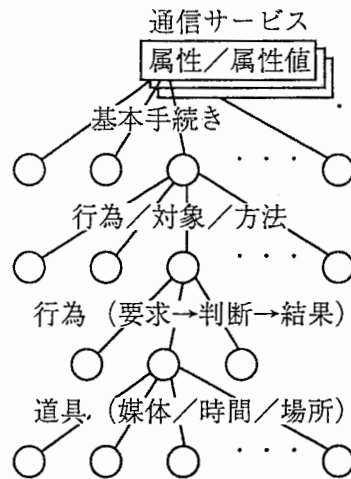 通信サービス
属性／属性値
基本手続き
行為／対象／方法
行為（要求→判断→結果）
道具．（媒体／時間／場所）